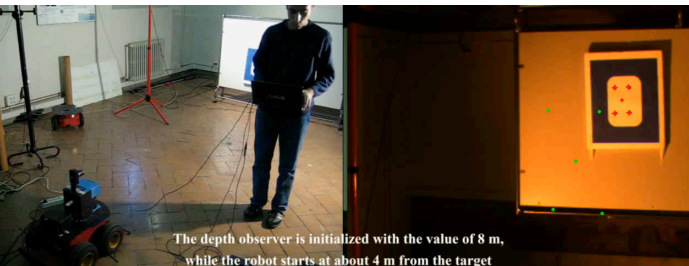 The depth observer is initialized with the value of 8 m,
while the robot starts at about 4 m from the target